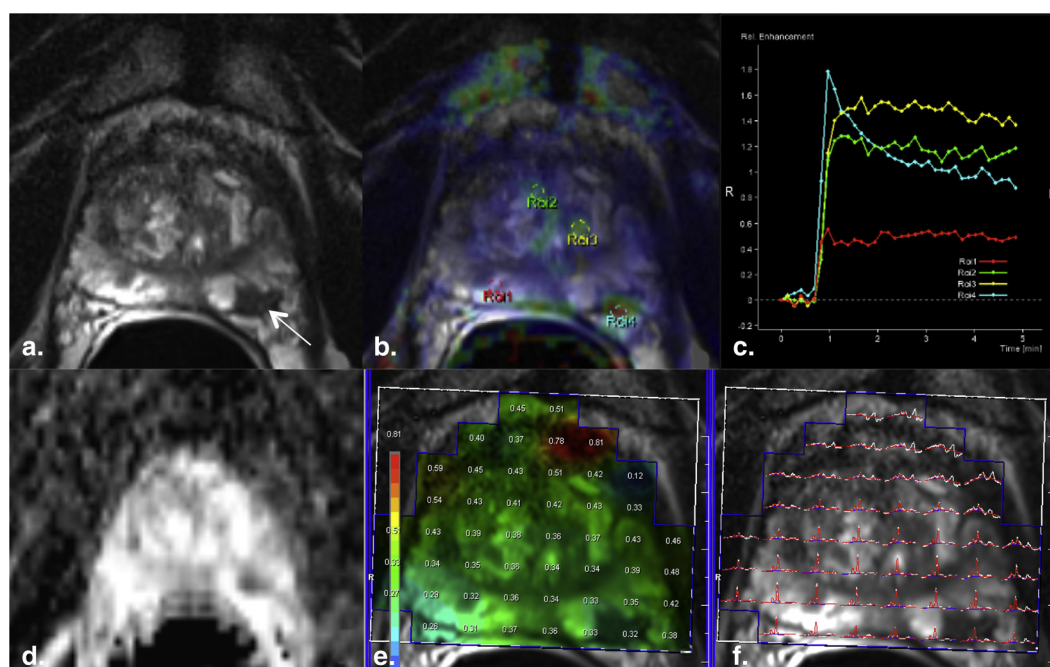 a.
Roi2
Roi3
Roi1
Roi4
b.
Rel. Enhancement
1.8
1.6
1.4
1.2
1.0
0.8
0.6
0.4
0.2
0
-0.2
R
Roi1
Roi2
Roi3
Roi4
0 1 2 3 4 5
Time [min]
c.
d.
0.81
0.51
0.33
0.27
R
0.45 0.51
0.40 0.37 0.78 0.81
0.59 0.45 0.43 0.51 0.42 0.12
0.54 0.43 0.41 0.42 0.43 0.33
0.43 0.39 0.38 0.36 0.37 0.43 0.46
0.34 0.35 0.36 0.34 0.34 0.39 0.48
0.29 0.32 0.36 0.34 0.33 0.35 0.42
0.26 0.31 0.37 0.36 0.33 0.32 0.38
e.
R
f.